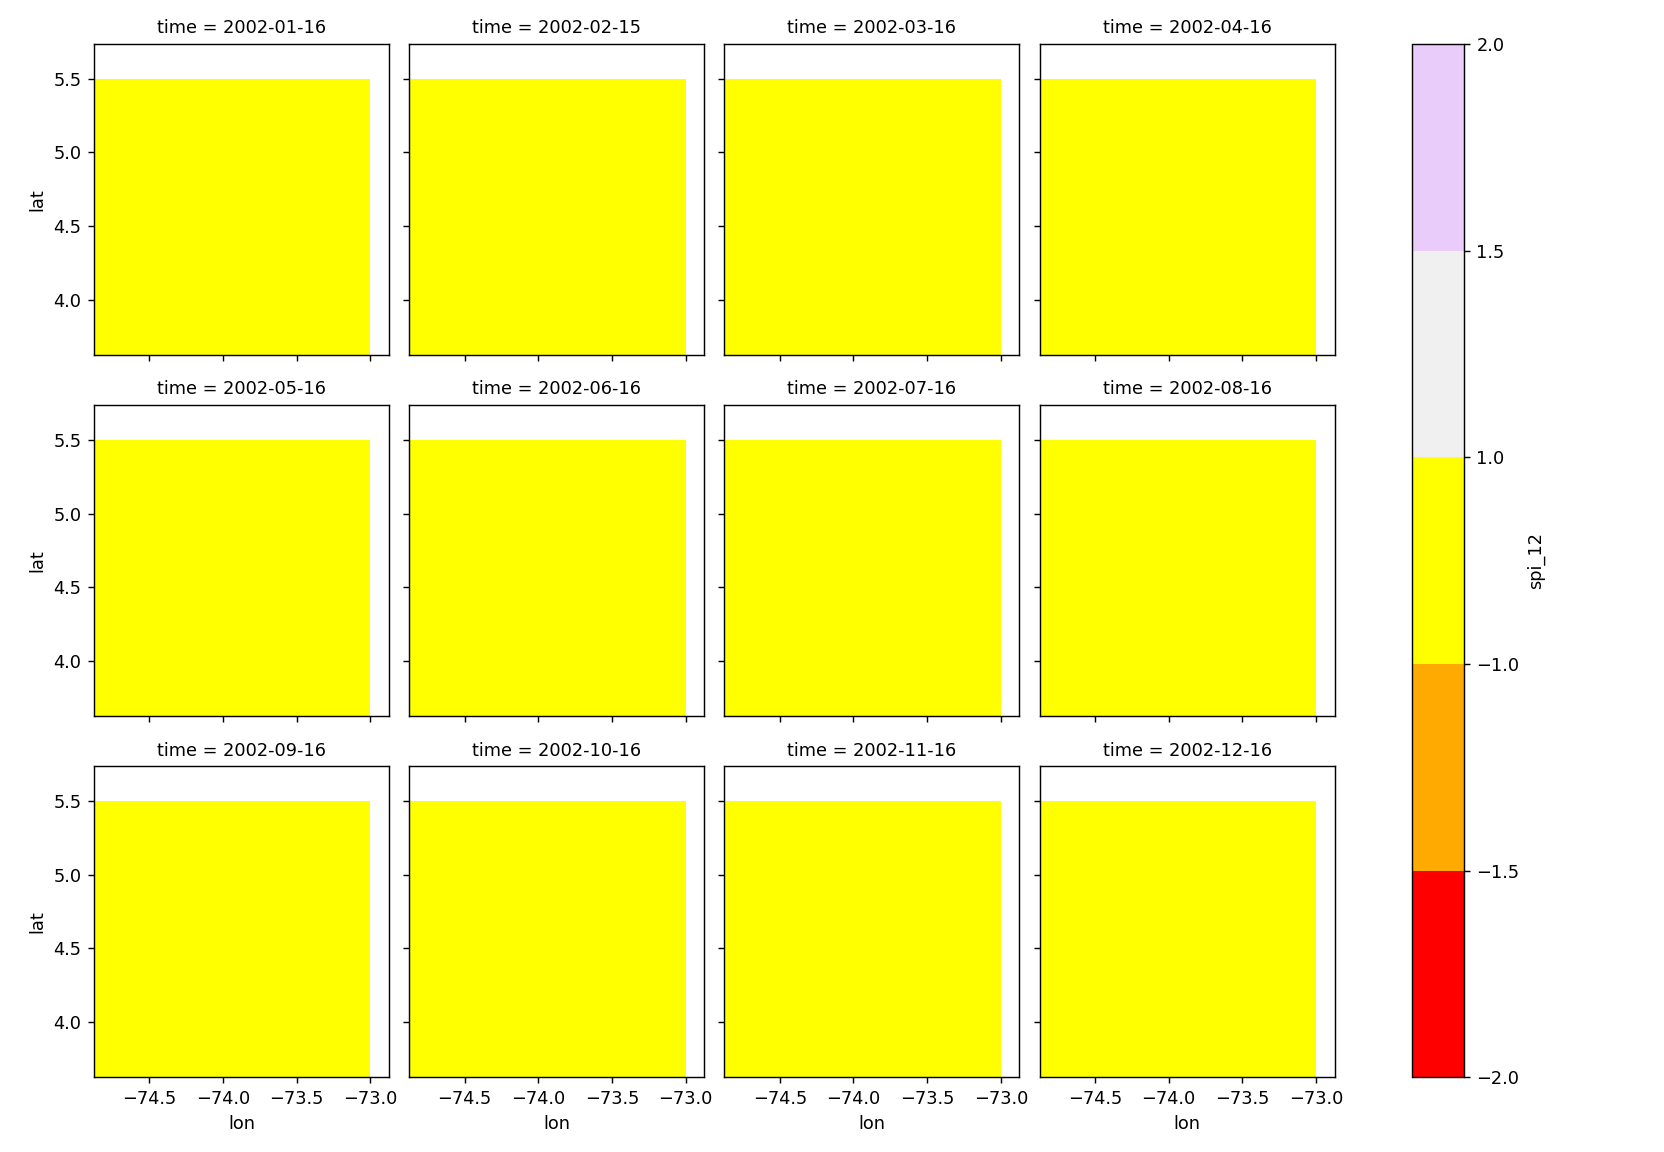 time = 2002-01-16
time = 2002-02-15
time = 2002-03-16
time = 2002-04-16
5.5
5.0
4.5
4.0
lat
time = 2002-05-16
time = 2002-06-16
time = 2002-07-16
time = 2002-08-16
5.5
5.0
4.5
4.0
lat
time = 2002-09-16
time = 2002-10-16
time = 2002-11-16
time = 2002-12-16
5.5
5.0
4.5
4.0
lat
−74.5 −74.0 −73.5 −73.0
lon
−74.5 −74.0 −73.5 −73.0
lon
−74.5 −74.0 −73.5 −73.0
lon
−74.5 −74.0 −73.5 −73.0
lon
2.0
1.5
1.0
−1.0
−1.5
−2.0
spi_12